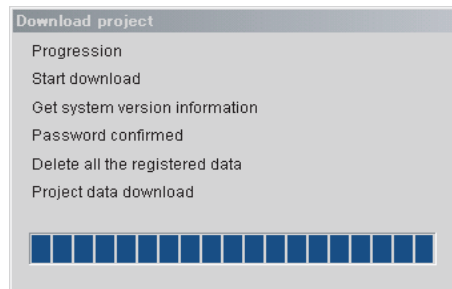 Download project
Progression
Start download
Get system version information
Password confirmed
Delete all the registered data
Project data download